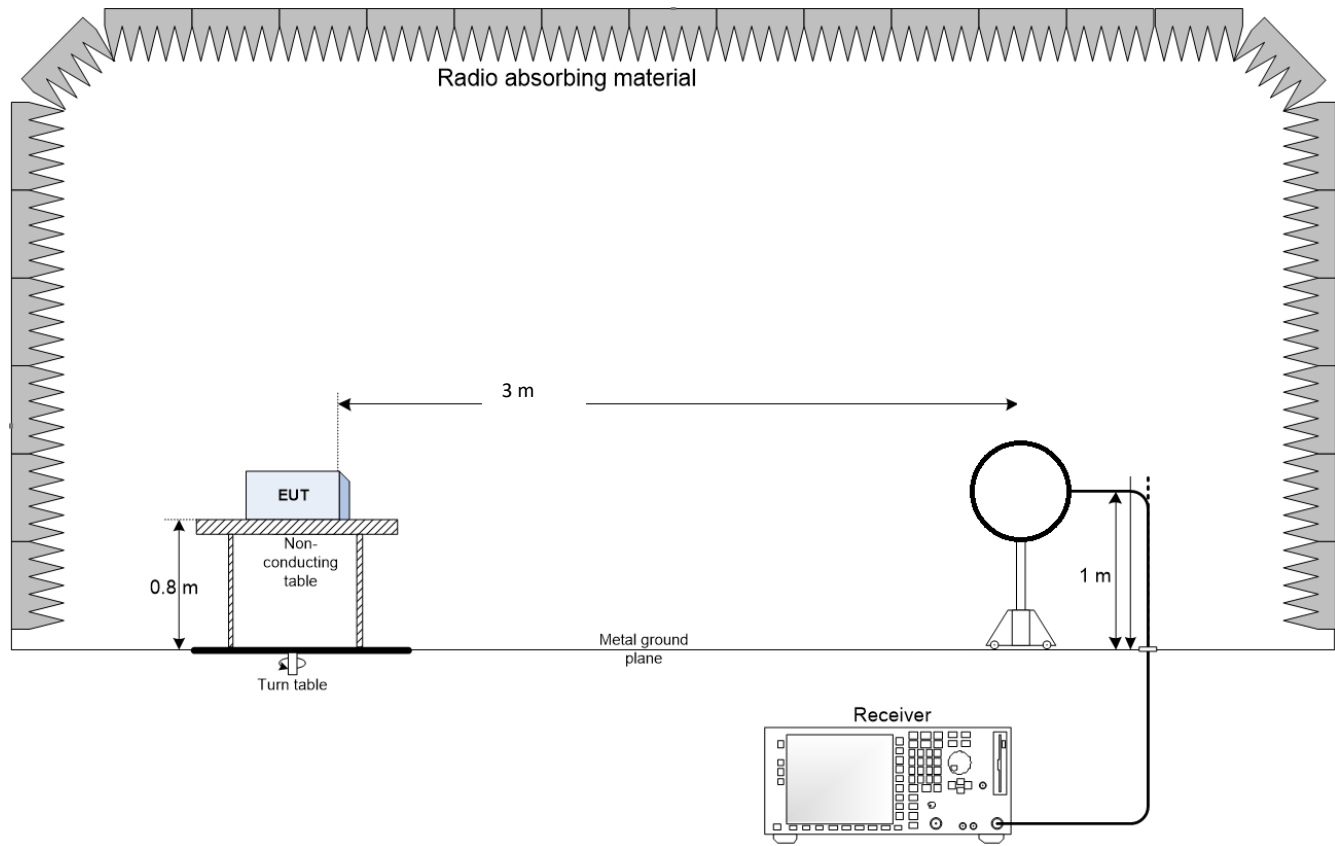 Radio absorbing material
3 m
EUT
Non-
conducting
table
0.8 m
1 m
Metal ground
plane
Turn table
Receiver